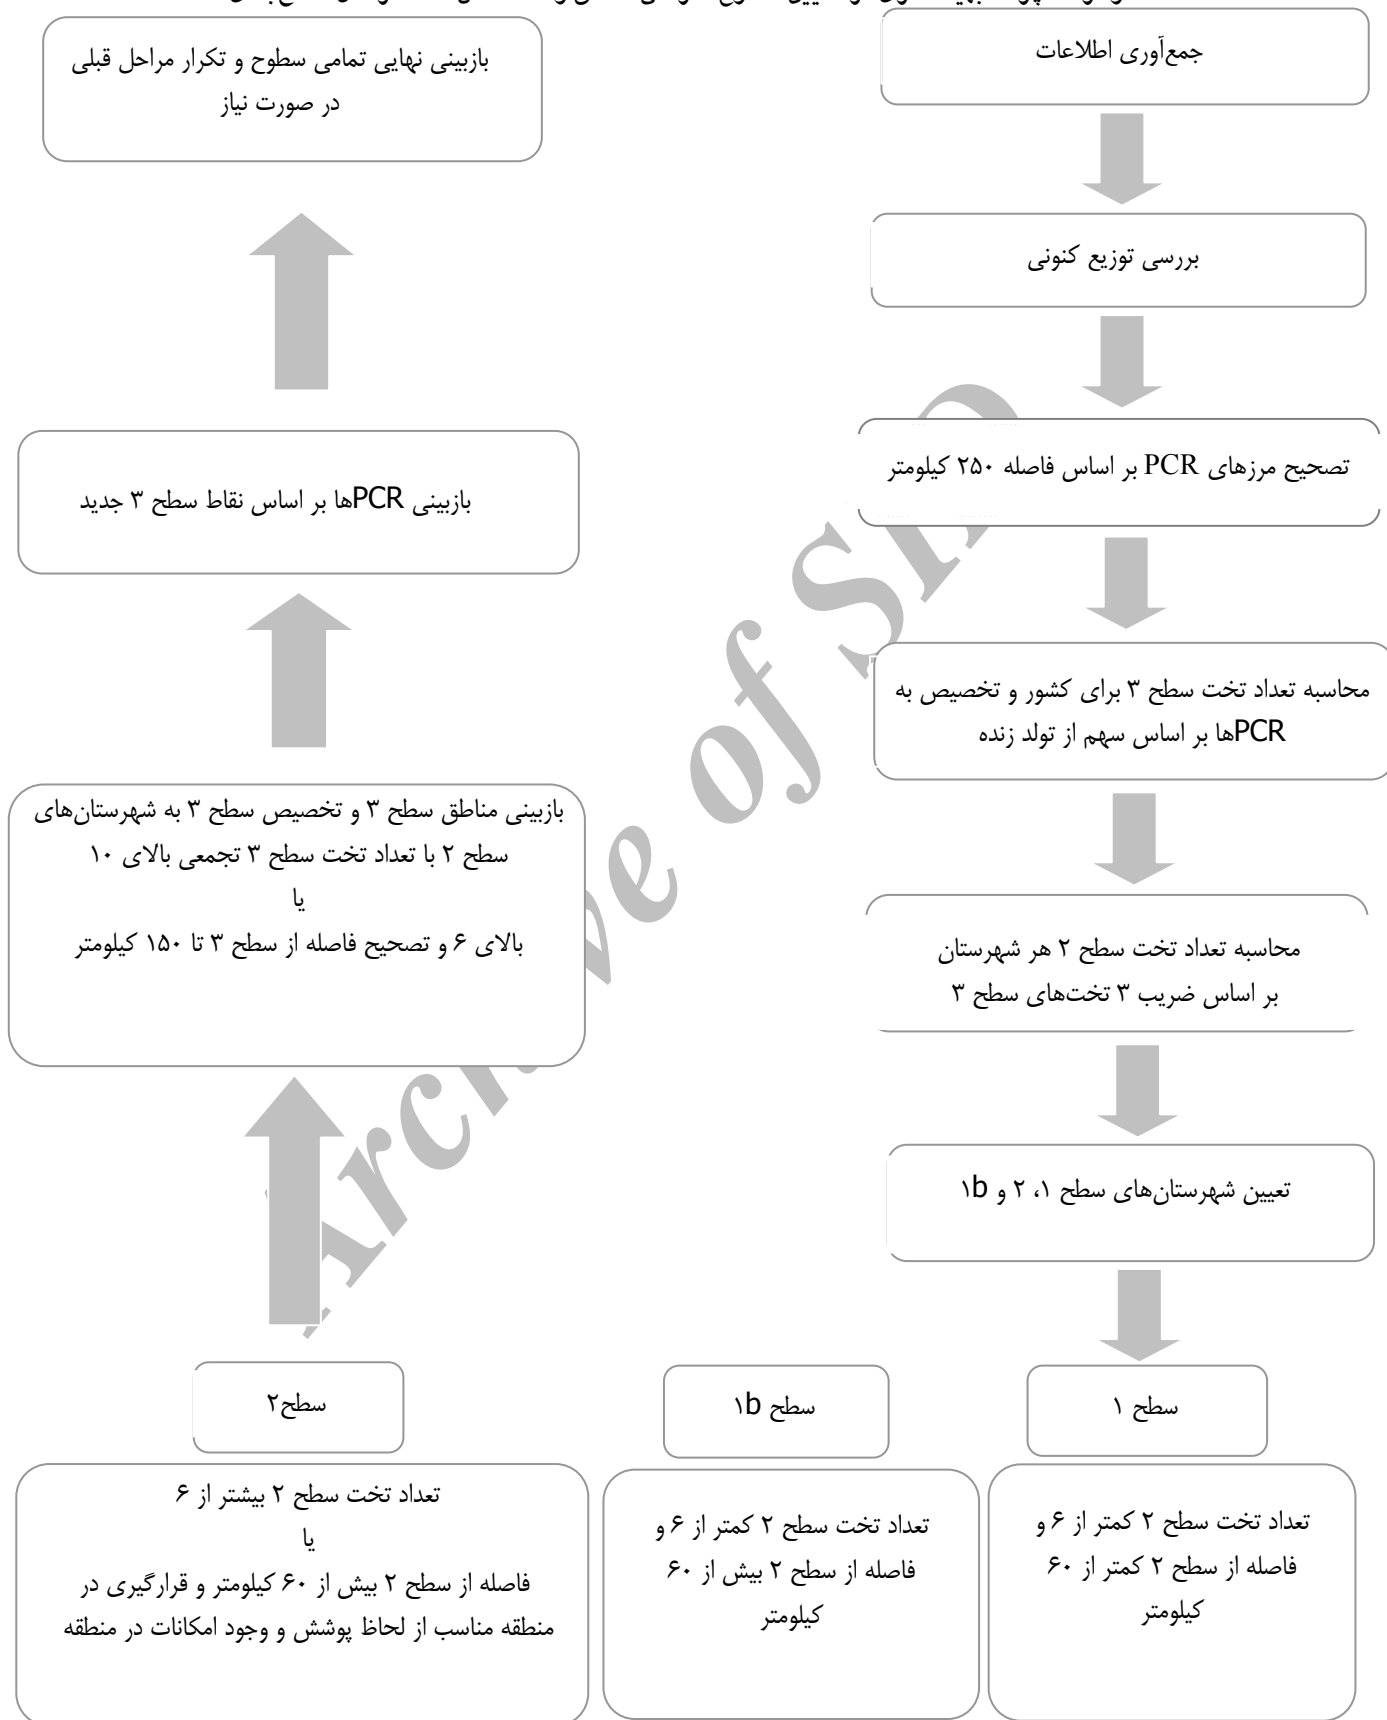 جمع‌آوری اطلاعات
بررسی توزیع کنونی
تصحیح مرزهای PCR بر اساس فاصله ۲۵۰ کیلومتر
محاسبه تعداد تخت سطح ۳ برای کشور و تخصیص به
PCRها بر اساس سهم از تولد زنده
محاسبه تعداد تخت سطح ۲ هر شهرستان
بر اساس ضریب ۳ تخت‌های سطح ۳
تعیین شهرستان‌های سطح ۱، ۲ و ۱b
سطح ۱
تعداد تخت سطح ۲ کمتر از ۶ و
فاصله از سطح ۲ کمتر از ۶۰
کیلومتر
سطح ۱b
تعداد تخت سطح ۲ کمتر از ۶ و
فاصله از سطح ۲ بیش از ۶۰
کیلومتر
سطح۲
تعداد تخت سطح ۲ بیشتر از ۶
یا
فاصله از سطح ۲ بیش از ۶۰ کیلومتر و قرارگیری در
منطقه مناسب از لحاظ پوشش و وجود امکانات در منطقه
بازبینی مناطق سطح ۳ و تخصیص سطح ۳ به شهرستان‌های
سطح ۲ با تعداد تخت سطح ۳ تجمعی بالای ۱۰
یا
بالای ۶ و تصحیح فاصله از سطح ۳ تا ۱۵۰ کیلومتر
بازبینی PCRها بر اساس نقاط سطح ۳ جدید
بازبینی نهایی تمامی سطوح و تکرار مراحل قبلی
در صورت نیاز
Archive of SID